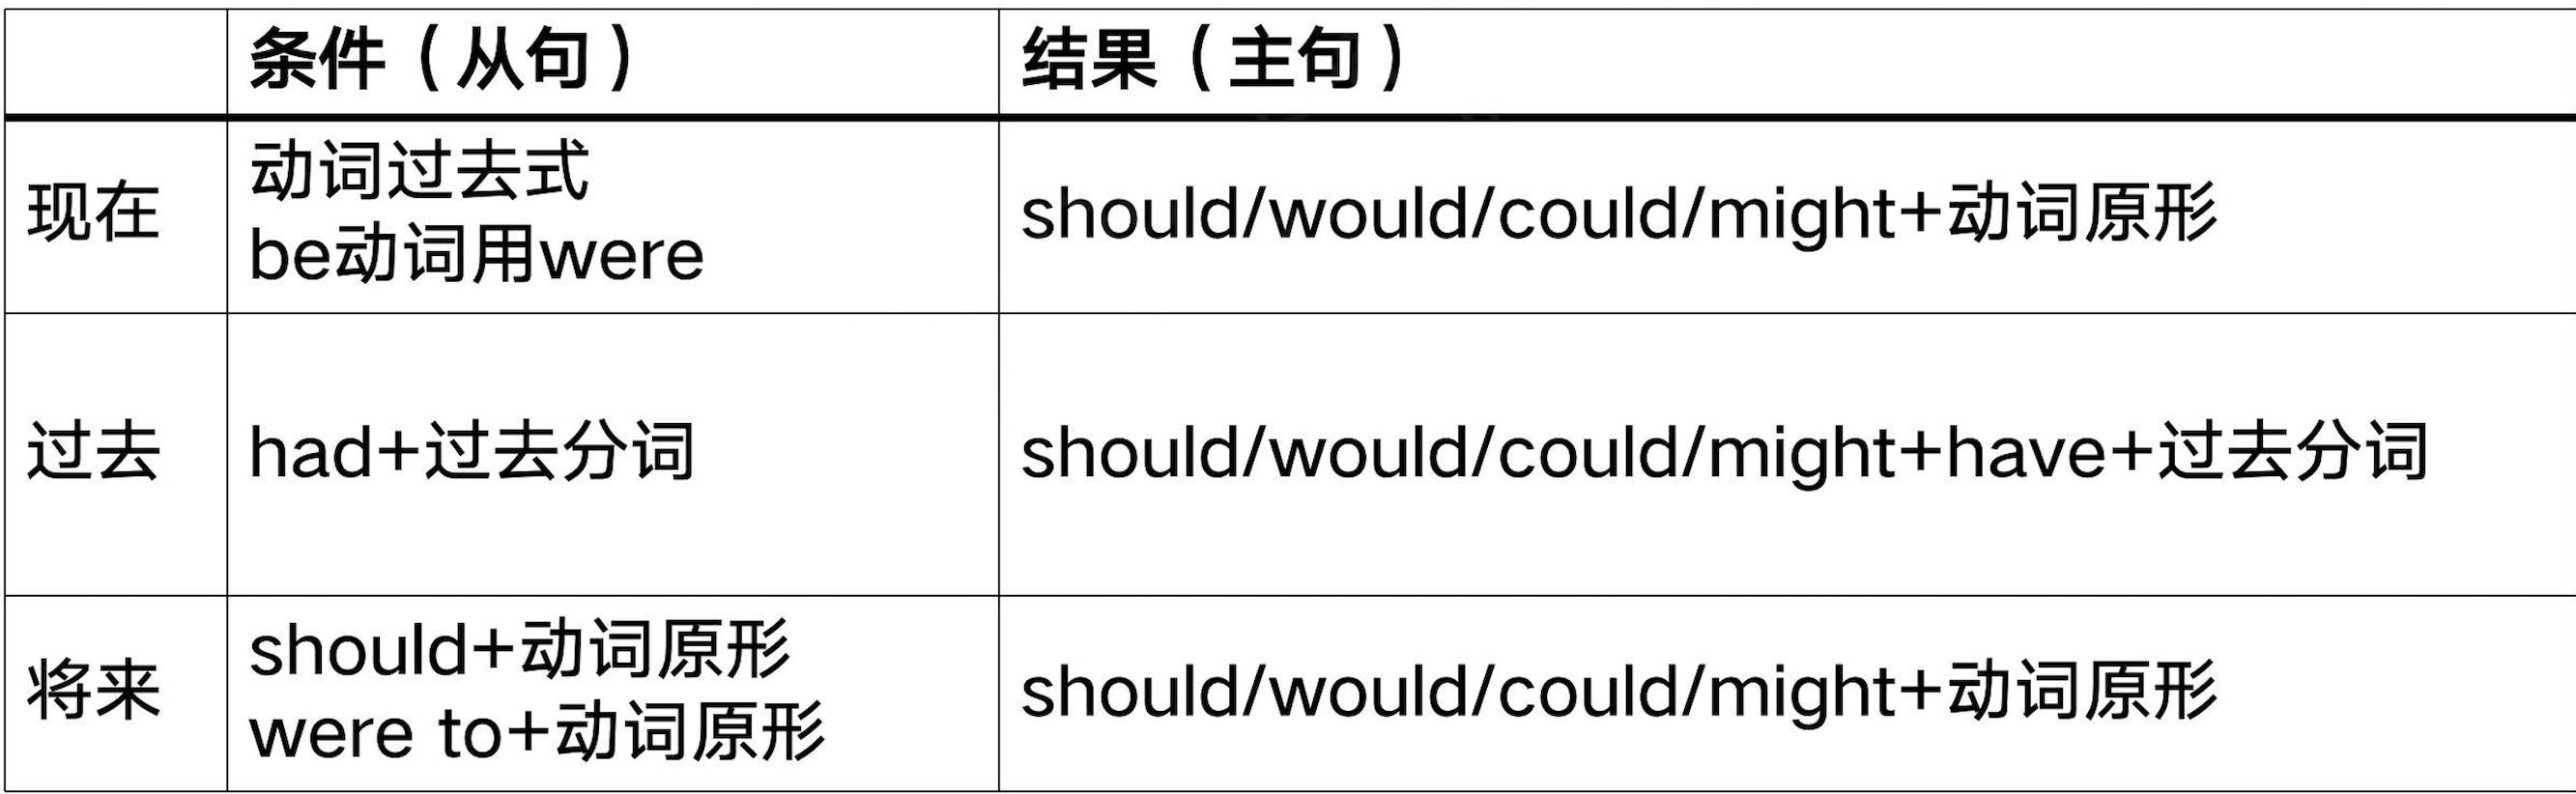 条件（从句）
结果（主句）
现在
动词过去式
be动词用were
should/would/could/might+动词原形
过去
had+过去分词
should/would/could/might+have+过去分词
将来
should+动词原形
were to+动词原形
should/would/could/might+动词原形